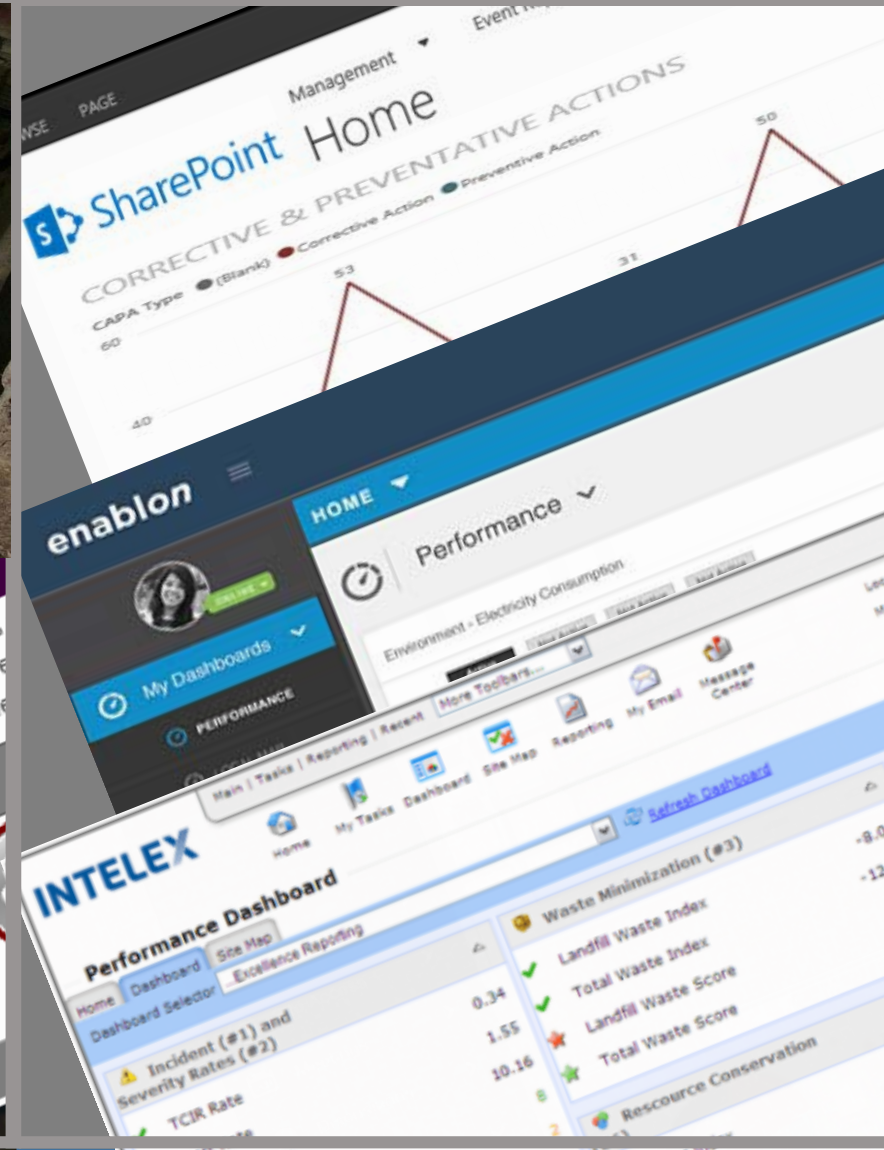 PAGE
Management
SharePoint Home
CORRECTIVE & PREVENTATIVE ACTIONS
CAPA Type (Blank) Corrective Action Preventive Action
60
53
31
50
40
enablon
HOME
Performance
ONLINE
Environment - Electricity Consumption
My Dashboards
PERFORMANCE
Main | Tasks | Reporting | Recent More Toolbars...
Home My Tasks Dashboard Site Map Reporting My Email Message Center
INTELEX
Refresh Dashboard
Performance Dashboard
Home Dashboard Site Map
Dashboard Selector ...Excellence Reporting
Incident (#1) and
Severity Rates (#2)
TCIR Rate
0.34
1.55
10.16
8
2
Waste Minimization (#3)
Landfill Waste Index
Total Waste Index
Landfill Waste Score
Total Waste Score
Rescource Conservation